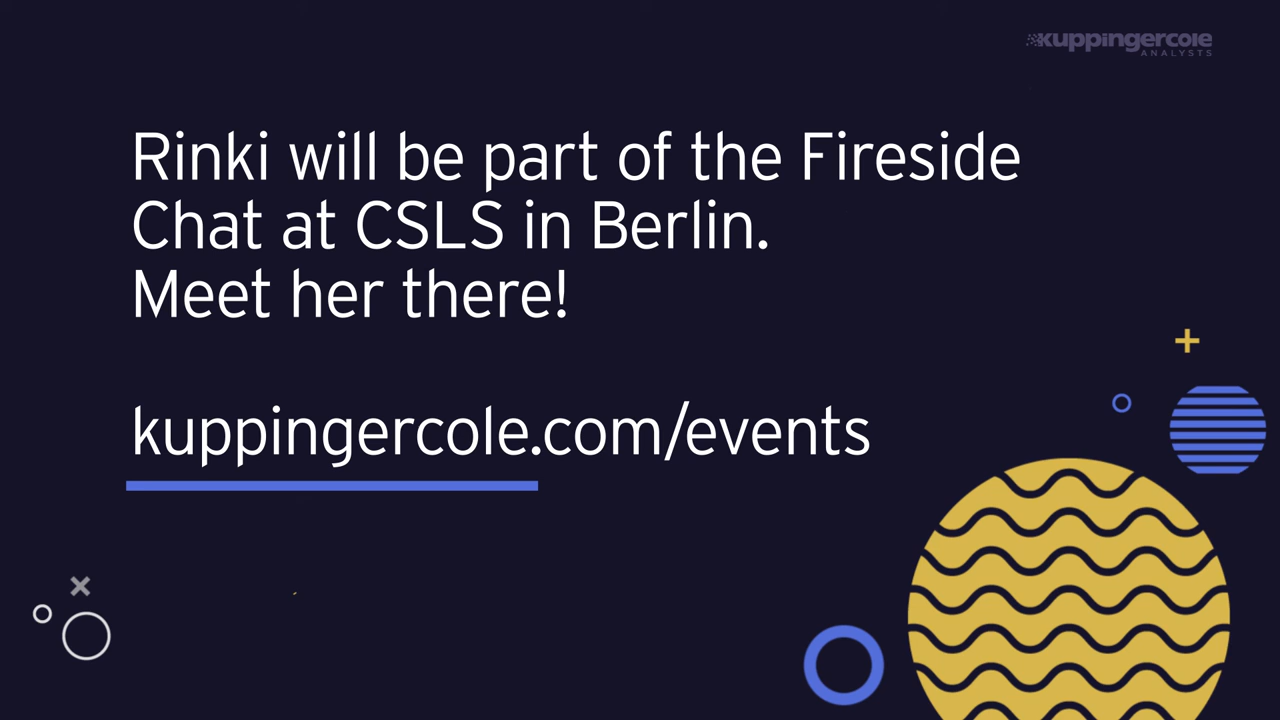 kuppingercole
ANALYSTS
Rinki will be part of the Fireside
Chat at CSLS in Berlin.
Meet her there!
kuppingercole.com/events